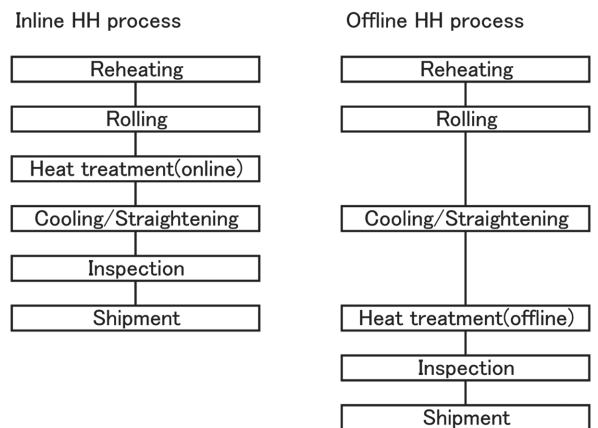 Inline HH process
Reheating
Rolling
Heat treatment(online)
Cooling/Straightening
Inspection
Shipment
Offline HH process
Reheating
Rolling
Cooling/Straightening
Heat treatment(offline)
Inspection
Shipment